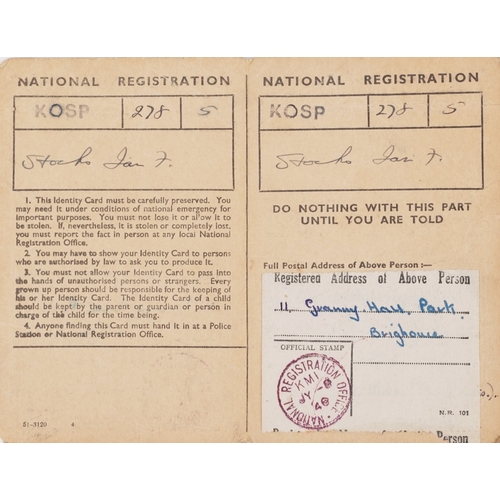 NATIONAL REGISTRATION
KOSP 278 5
Stocks Ian F.
1. This Identity Card must be carefully preserved. You
may need it under conditions of national emergency for
important purposes. You must not lose it or allow it to
be stolen. If, nevertheless, it is stolen or completely lost,
you must report the fact in person at any local National
Registration Office.
2. You may have to show your Identity Card to persons
who are authorised by law to ask you to produce it.
3. You must not allow your Identity Card to pass into
the hands of unauthorised persons or strangers. Every
grown up person should be responsible for the keeping of
his or her Identity Card. The Identity Card of a child
should be kept by the parent or guardian or person in
charge of the child for the time being.
4. Anyone finding this Card must hand it in at a Police
Station or National Registration Office.
51-3120
NATIONAL REGISTRATION
KOSP 278 5
Stocks Ian F.
DO NOTHING WITH THIS PART
UNTIL YOU ARE TOLD
Full Postal Address of Above Person :—
Registered Address of Above Person
11, Granny Hall Park
Brighouse
OFFICIAL STAMP
NATIONAL REGISTRATION OFFICE
KMI
46
N.R. 101